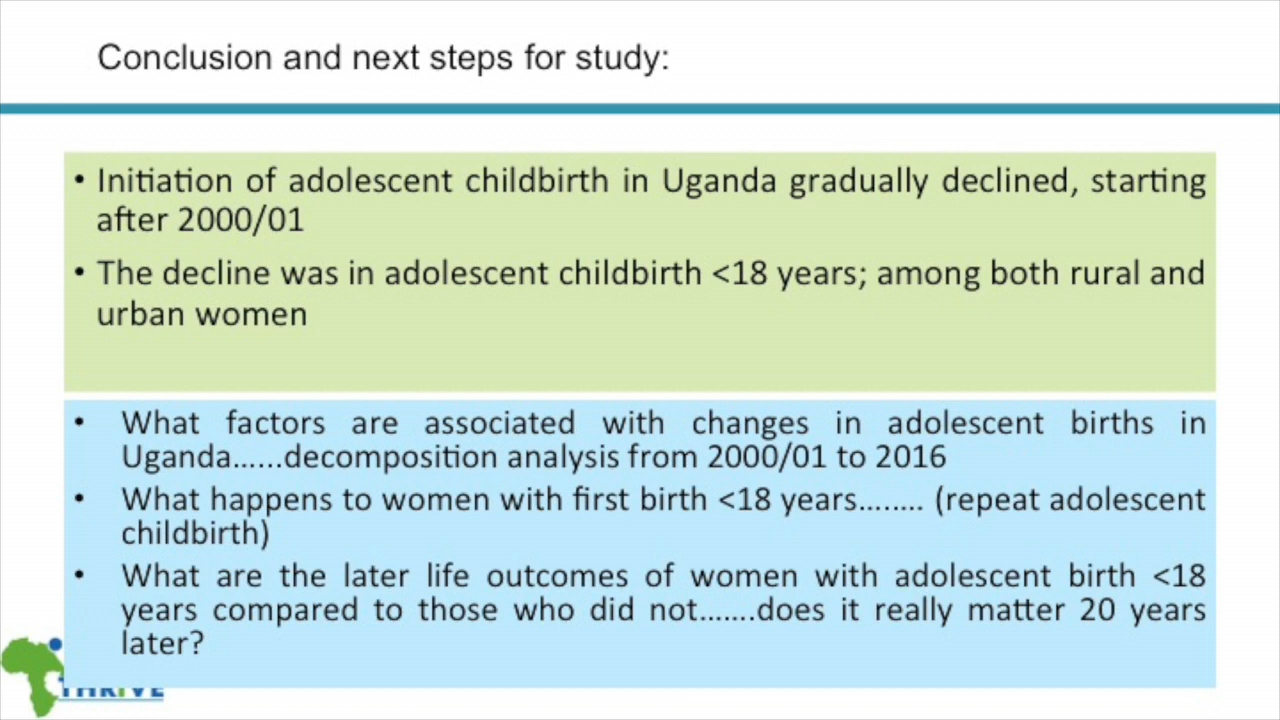 Conclusion and next steps for study:
• Initiation of adolescent childbirth in Uganda gradually declined, starting
after 2000/01
• The decline was in adolescent childbirth <18 years; among both rural and
urban women
• What factors are associated with changes in adolescent births in
Uganda......decomposition analysis from 2000/01 to 2016
• What happens to women with first birth <18 years........ (repeat adolescent
childbirth)
• What are the later life outcomes of women with adolescent birth <18
years compared to those who did not.......does it really matter 20 years
later?
THRIVE